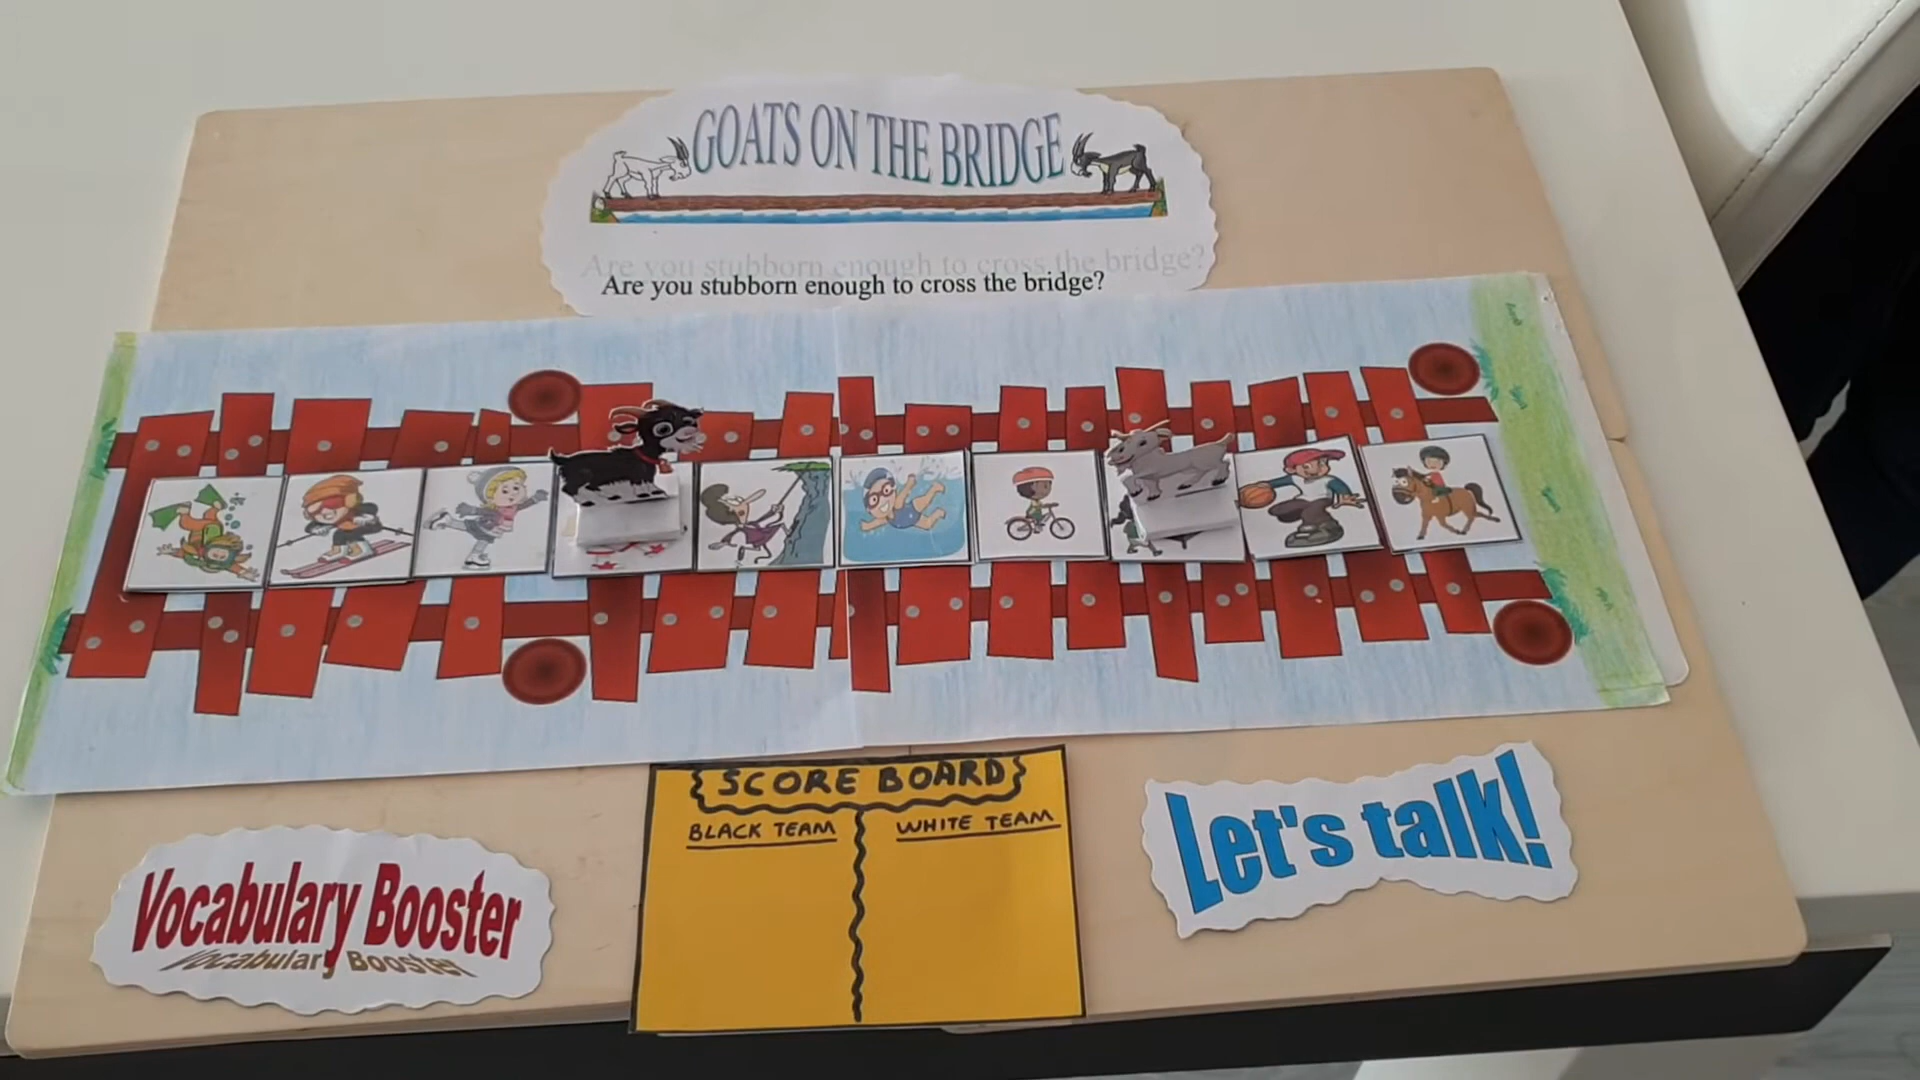 GOATS ON THE BRIDGE
Are you stubborn enough to cross the bridge?
Are you stubborn enough to cross the bridge?
SCORE BOARD
BLACK TEAM
WHITE TEAM
Vocabulary Booster
Vocabulary Booster
Let's talk!